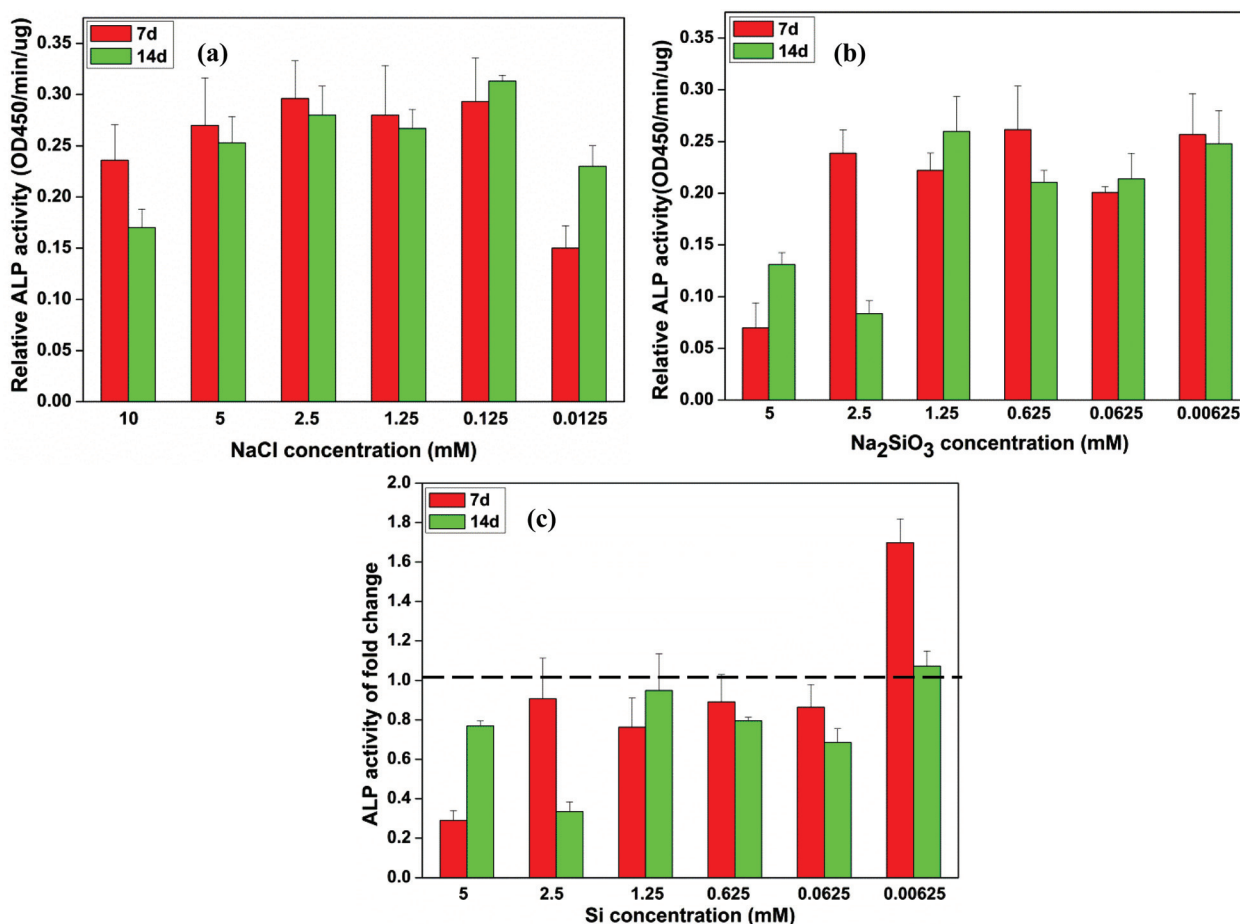 (a)
7d
14d
Relative ALP activity (OD450/min/ug)
0.35
0.30
0.25
0.20
0.15
0.10
0.05
0.00
10 5 2.5 1.25 0.125 0.0125
NaCl concentration (mM)
(b)
7d
14d
Relative ALP activity(OD450/min/ug)
0.35
0.30
0.25
0.20
0.15
0.10
0.05
0.00
5 2.5 1.25 0.625 0.0625 0.00625
Na₂SiO₃ concentration (mM)
(c)
7d
14d
ALP activity of fold change
2.0
1.8
1.6
1.4
1.2
1.0
0.8
0.6
0.4
0.2
0.0
5 2.5 1.25 0.625 0.0625 0.00625
Si concentration (mM)